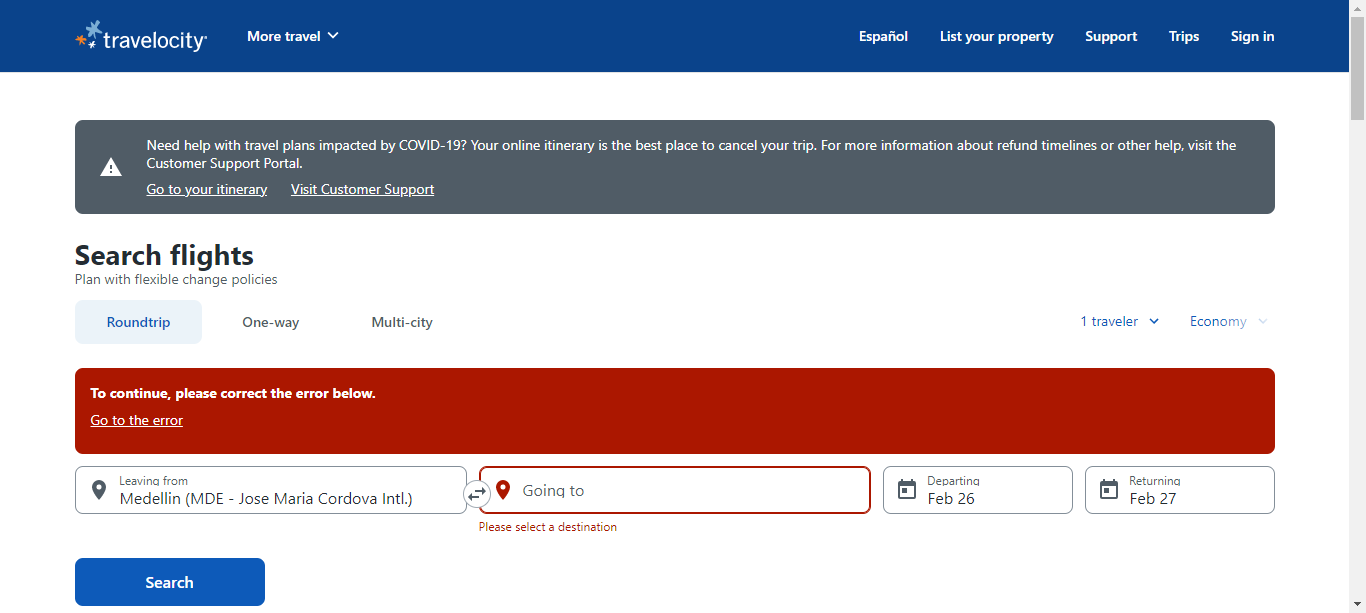 travelocity
More travel
Español
List your property
Support
Trips
Sign in
Need help with travel plans impacted by COVID-19? Your online itinerary is the best place to cancel your trip. For more information about refund timelines or other help, visit the
Customer Support Portal.
Go to your itinerary Visit Customer Support
Search flights
Plan with flexible change policies
Roundtrip One-way Multi-city
1 traveler Economy
To continue, please correct the error below.
Go to the error
Leaving from
Medellin (MDE - Jose Maria Cordova Intl.)
Going to
Please select a destination
Departing
Feb 26
Returning
Feb 27
Search